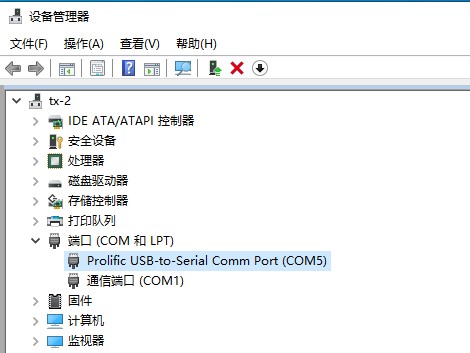 设备管理器
文件(F) 操作(A) 查看(V) 帮助(H)
tx-2
IDE ATA/ATAPI 控制器
安全设备
处理器
磁盘驱动器
存储控制器
打印队列
端口 (COM 和 LPT)
Prolific USB-to-Serial Comm Port (COM5)
通信端口 (COM1)
固件
计算机
监视器